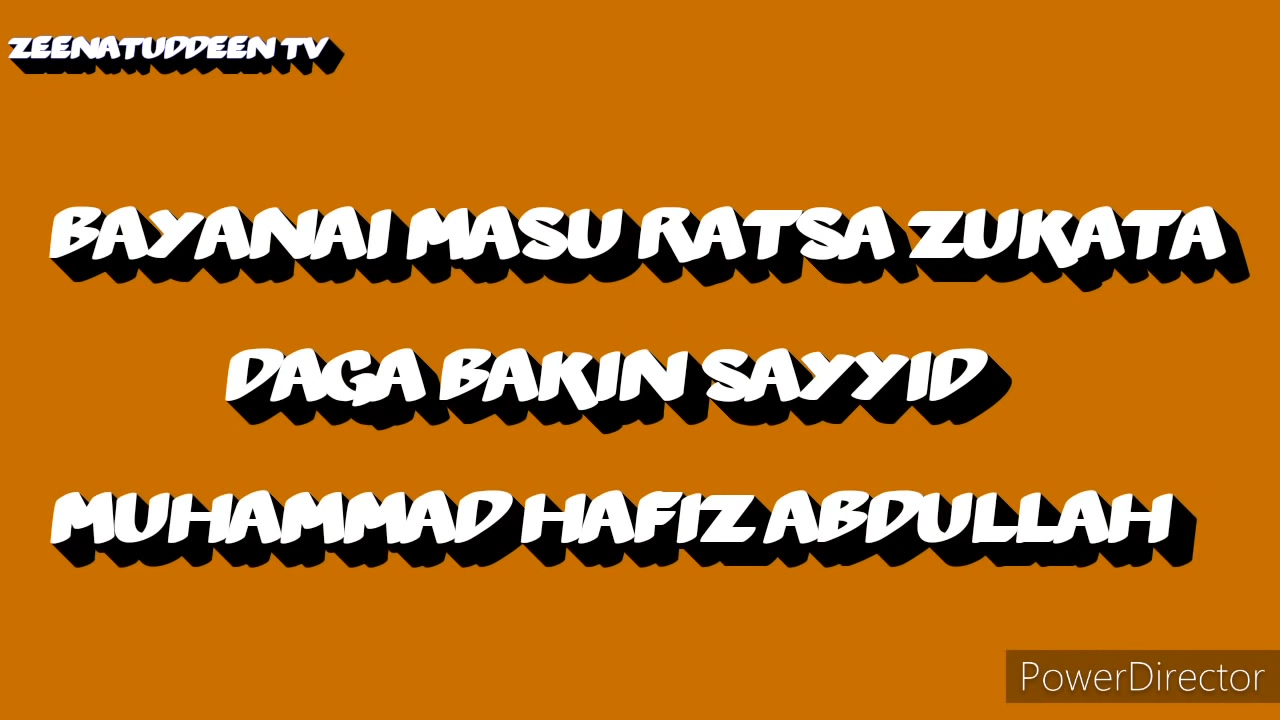 ZEENATUDDEEN TV
BAYANAI MASU RATSA ZUKATA
DAGA BAKIN SAYYID
MUHAMMAD HAFIZ ABDULLAH
PowerDirector